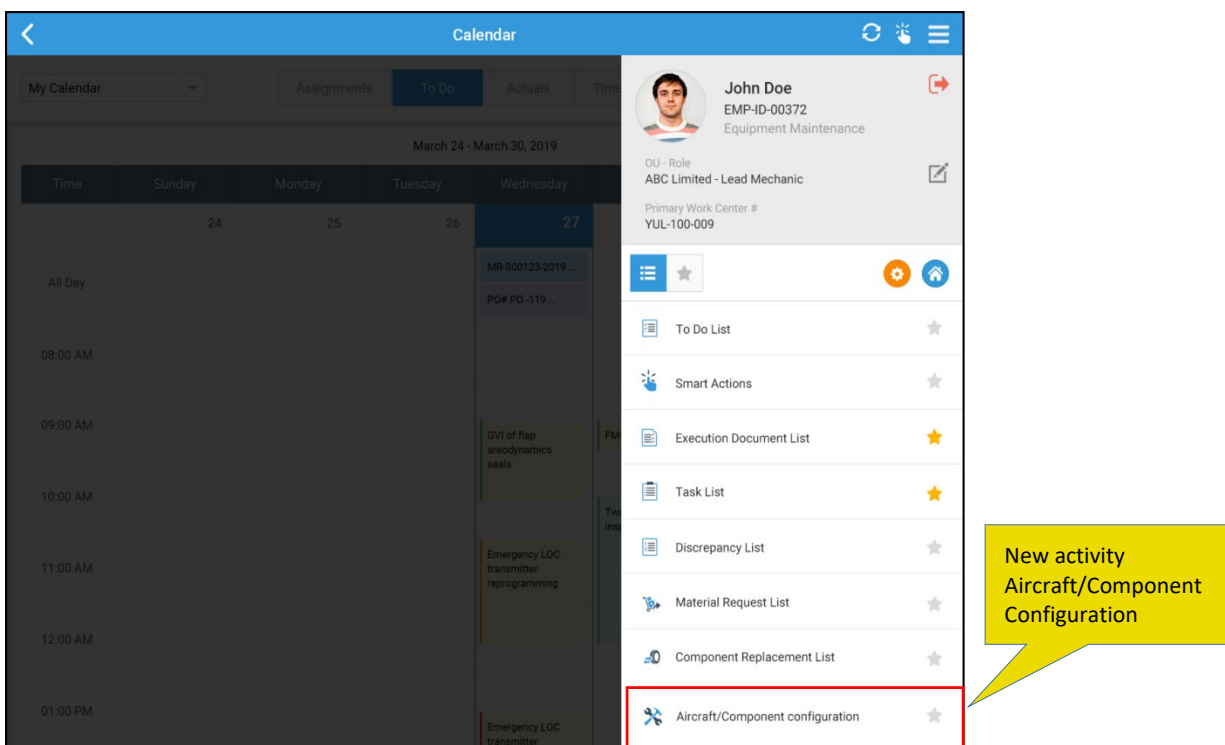 Calendar
My Calendar
Assignments
To Do
Actuals
Time
March 24 - March 30, 2019
Time
Sunday
Monday
Tuesday
Wednesday
24
25
26
27
All Day
MR-000123-2019 ...
PO# PO -119 ...
08:00 AM
09:00 AM
GVI of flap
areodynamics
seals
FM
10:00 AM
Tw
insp
11:00 AM
Emergency LOC
transmitter
reprogramming
12:00 AM
01:00 PM
Emergency LOC
transmitter
John Doe
EMP-ID-00372
Equipment Maintenance
OU - Role
ABC Limited - Lead Mechanic
Primary Work Center #
YUL-100-009
To Do List
Smart Actions
Execution Document List
Task List
Discrepancy List
Material Request List
Component Replacement List
Aircraft/Component configuration
New activity
Aircraft/Component
Configuration